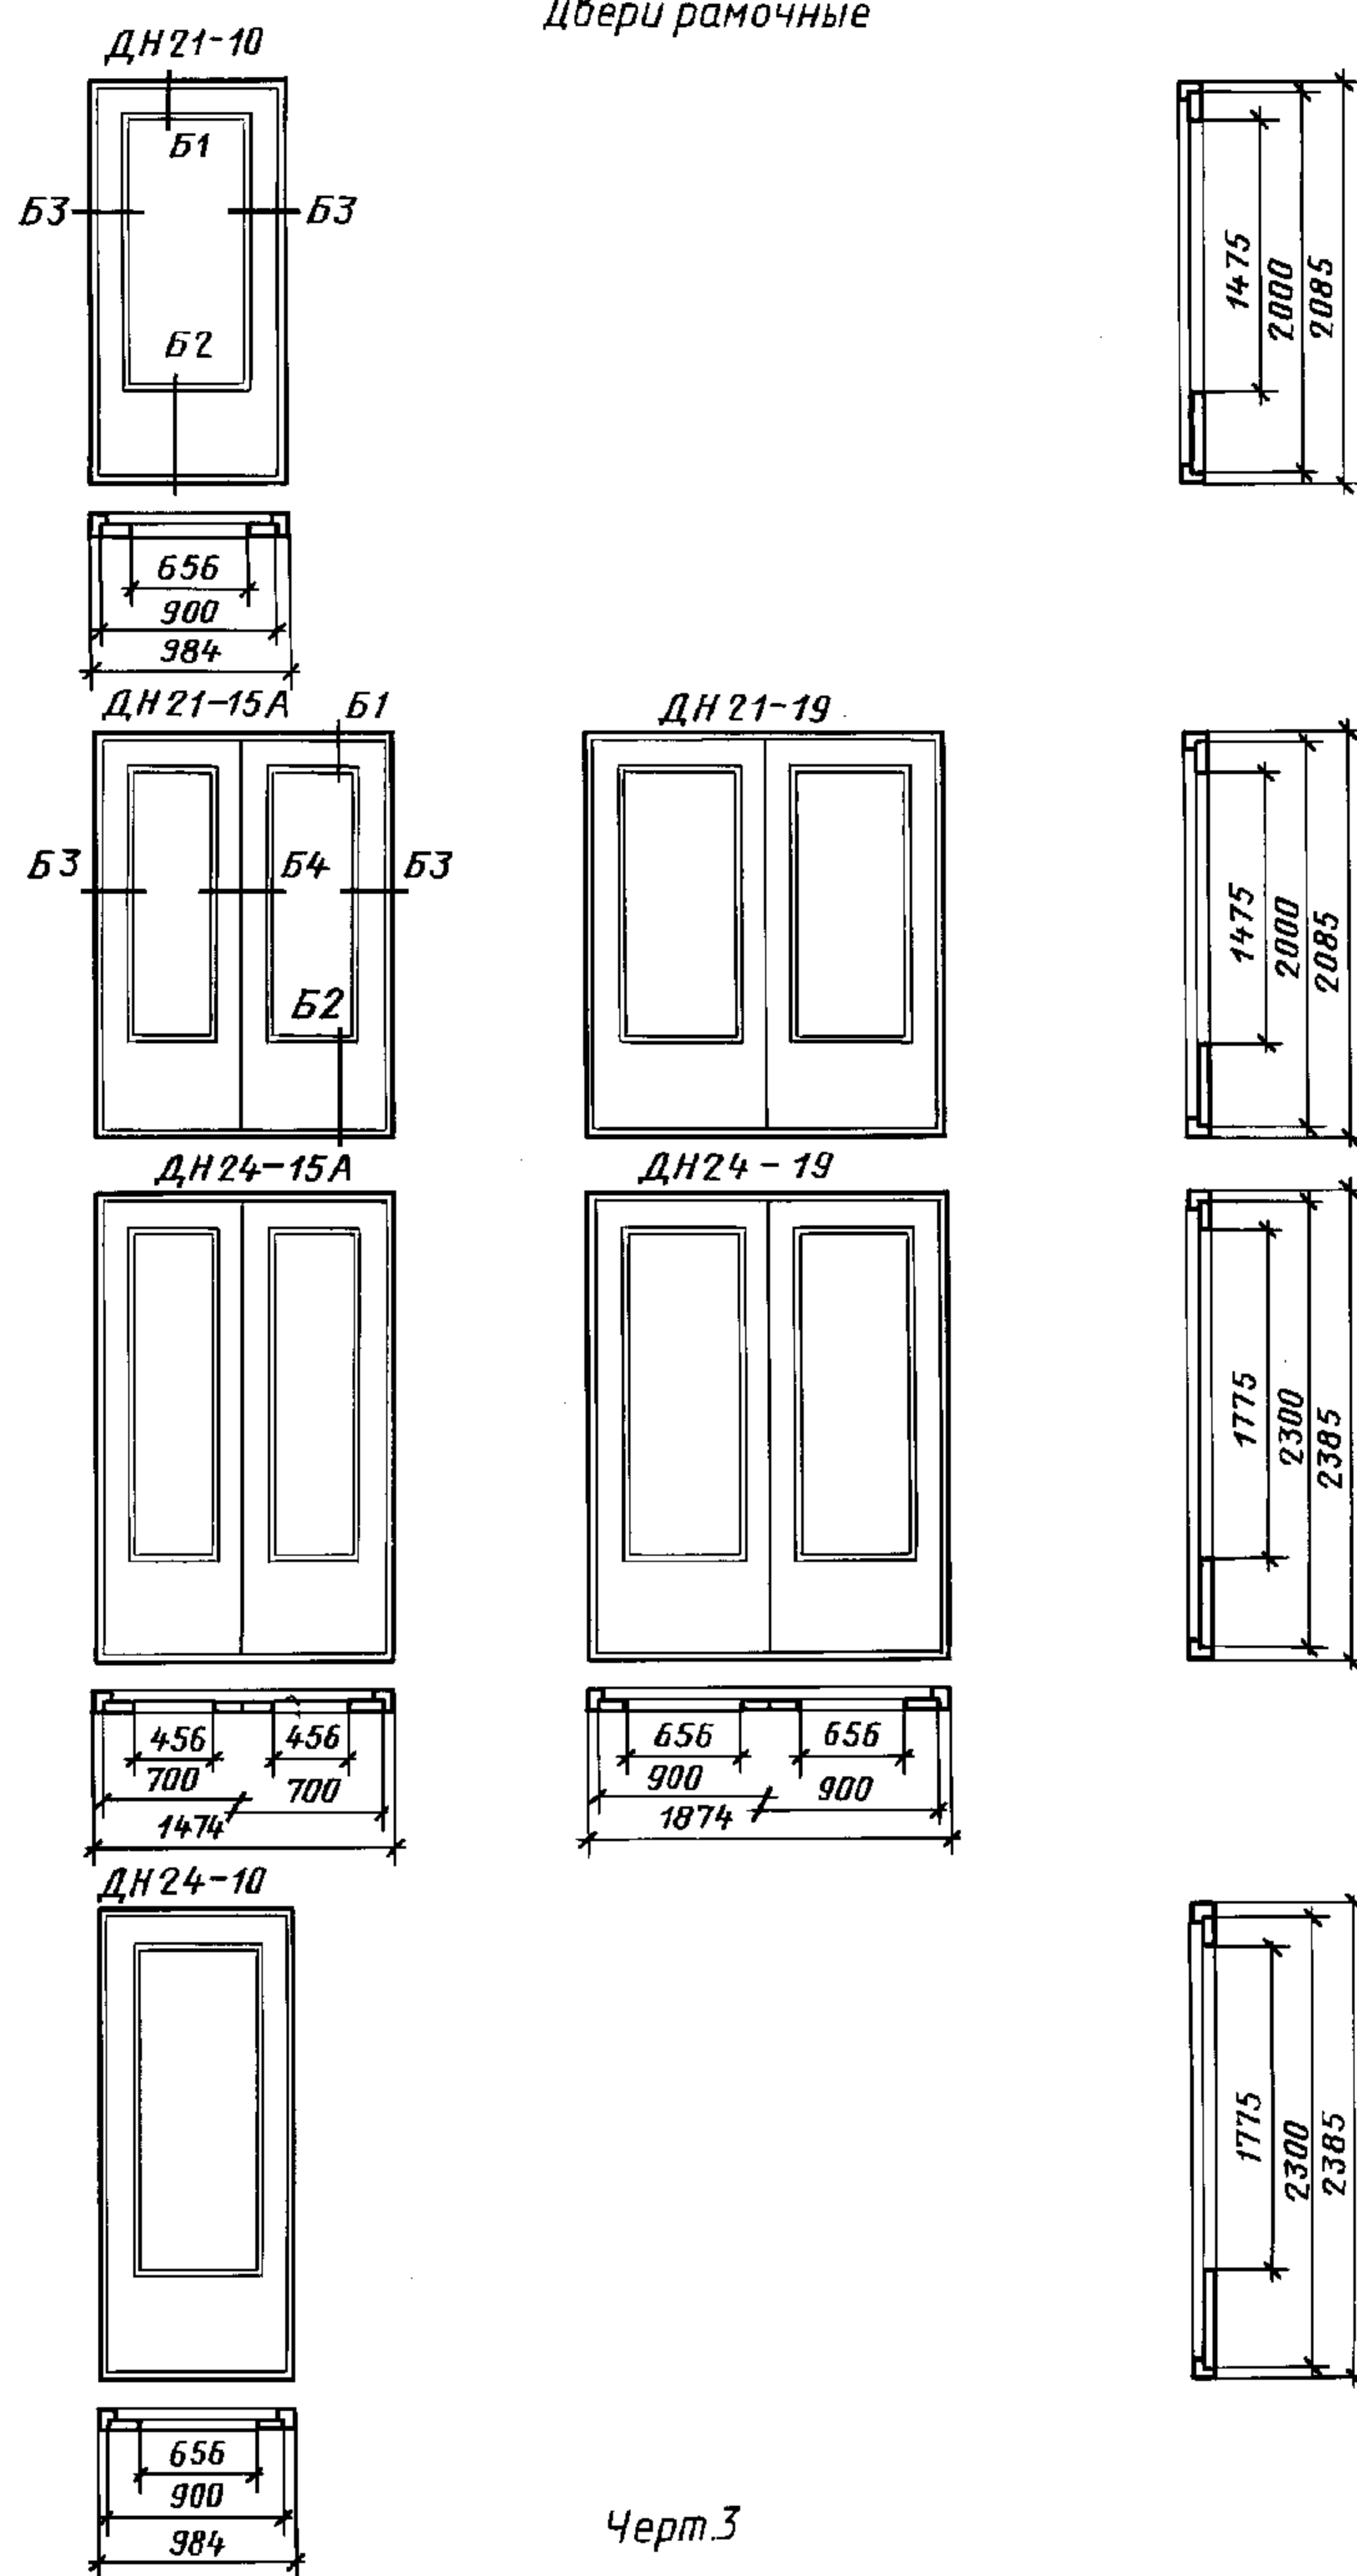 Двери рамочные
ДН21-10
Б1
Б3 Б3
Б2
1475
2000
2085
656
900
984
ДН21-15А Б1 ДН21-19
Б3 Б4 Б3
Б2
1475
2000
2085
ДН24-15А ДН24-19
1775
2300
2385
456 456 656 656
700 700 900 900
1474 1874
ДН24-10
1775
2300
2385
656
900
984
Черт.3